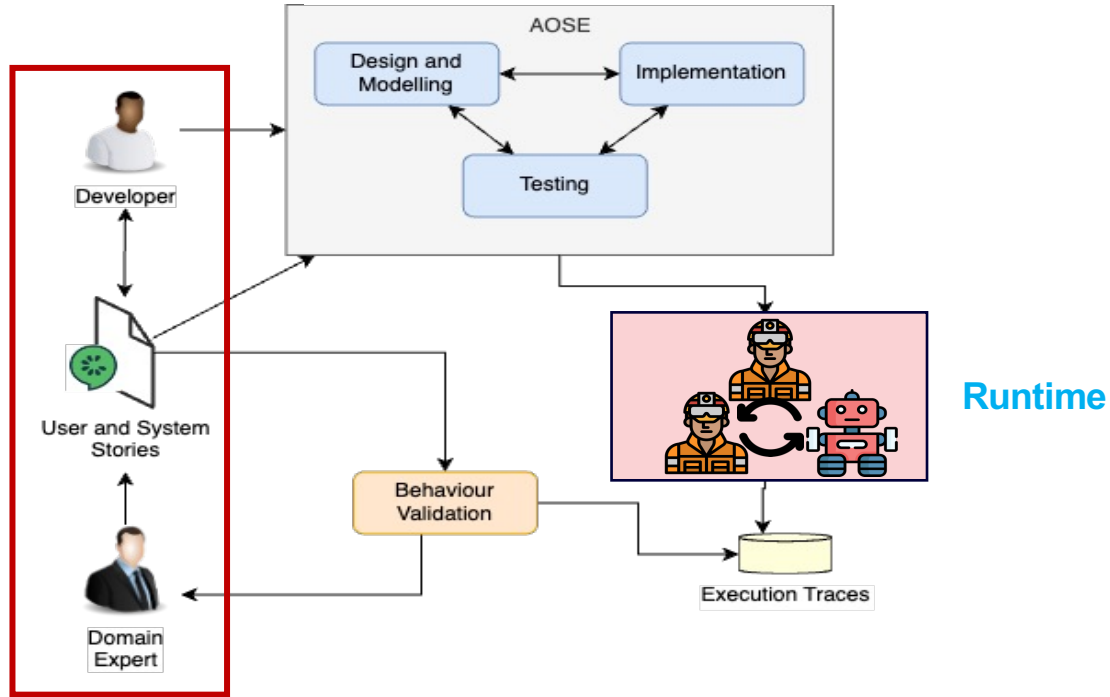 AOSE
Design and
Modelling
Implementation
Testing
Developer
User and System
Stories
Runtime
Behaviour
Validation
Execution Traces
Domain
Expert